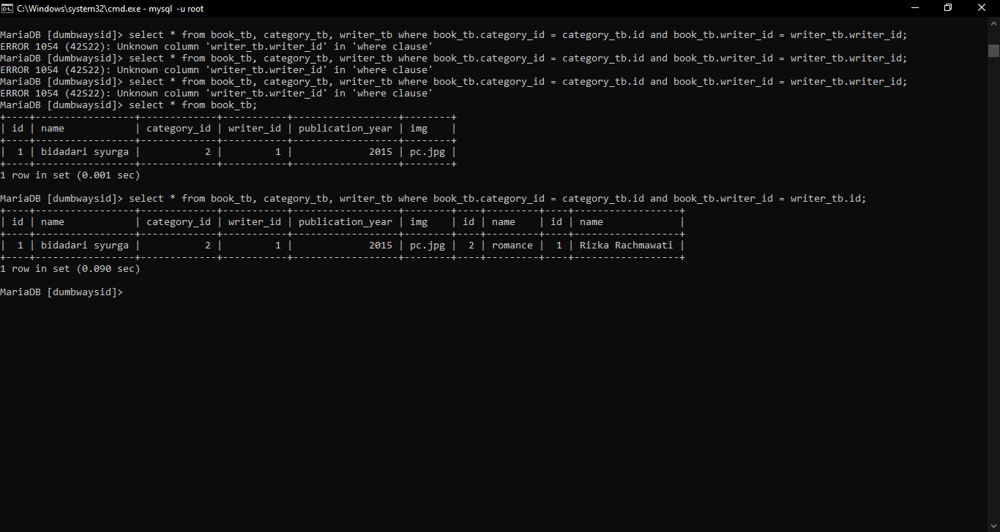 C:\Windows\system32\cmd.exe - mysql  -u root
MariaDB [dumbwaysid]> select * from book_tb, category_tb, writer_tb where book_tb.category_id = category_tb.id and book_tb.writer_id = writer_tb.writer_id;
ERROR 1054 (42S22): Unknown column 'writer_tb.writer_id' in 'where clause'
MariaDB [dumbwaysid]> select * from book_tb, category_tb, writer_tb where book_tb.category_id = category_tb.id and book_tb.writer_id = writer_tb.writer_id;
ERROR 1054 (42S22): Unknown column 'writer_tb.writer_id' in 'where clause'
MariaDB [dumbwaysid]> select * from book_tb, category_tb, writer_tb where book_tb.category_id = category_tb.id and book_tb.writer_id = writer_tb.writer_id;
ERROR 1054 (42S22): Unknown column 'writer_tb.writer_id' in 'where clause'
MariaDB [dumbwaysid]> select * from book_tb;
+----+-----------------+-------------+-----------+------------------+--------+
| id | name            | category_id | writer_id | publication_year | img    |
+----+-----------------+-------------+-----------+------------------+--------+
|  1 | bidadari syurga |           2 |         1 |             2015 | pc.jpg |
+----+-----------------+-------------+-----------+------------------+--------+
1 row in set (0.001 sec)
MariaDB [dumbwaysid]> select * from book_tb, category_tb, writer_tb where book_tb.category_id = category_tb.id and book_tb.writer_id = writer_tb.id;
+----+-----------------+-------------+-----------+------------------+--------+----+---------+----+------------------+
| id | name            | category_id | writer_id | publication_year | img    | id | name    | id | name             |
+----+-----------------+-------------+-----------+------------------+--------+----+---------+----+------------------+
|  1 | bidadari syurga |           2 |         1 |             2015 | pc.jpg |  2 | romance |  1 | Rizka Rachmawati |
+----+-----------------+-------------+-----------+------------------+--------+----+---------+----+------------------+
1 row in set (0.090 sec)
MariaDB [dumbwaysid]>